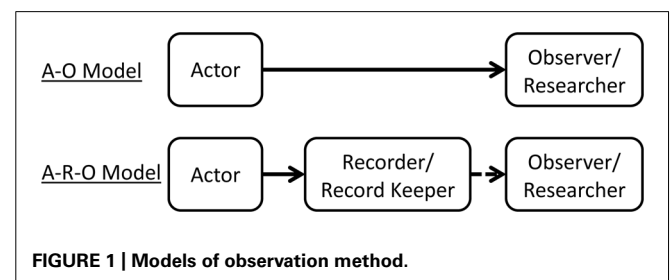 A-O Model
Actor
Observer/
Researcher
A-R-O Model
Actor
Recorder/
Record Keeper
Observer/
Researcher
FIGURE 1 | Models of observation method.